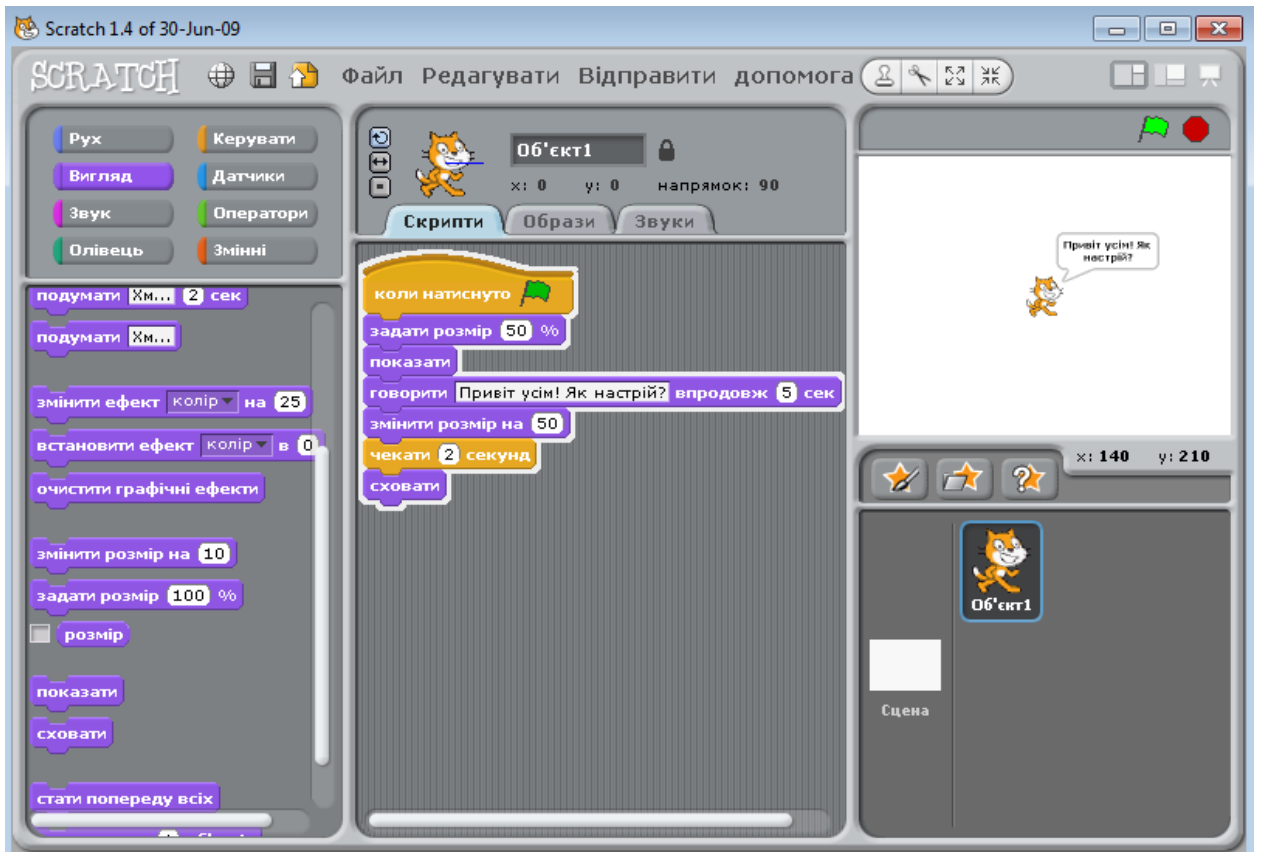 Scratch 1.4 of 30-Jun-09
SCRATCH Файл Редагувати Відправити допомога
Рух Керувати
Вигляд Датчики
Звук Оператори
Олівець Змінні
подумати Хм... 2 сек
подумати Хм...
змінити ефект колір на 25
встановити ефект колір в 0
очистити графічні ефекти
змінити розмір на 10
задати розмір 100 %
розмір
показати
сховати
стати попереду всіх
Об'єкт1
x: 0 y: 0 напрямок: 90
Скрипти Образи Звуки
коли натиснуто
задати розмір 50 %
показати
говорити Привіт усім! Як настрій? впродовж 5 сек
змінити розмір на 50
чекати 2 секунд
сховати
Привіт усім! Як
настрій?
x: 140 y: 210
Об'єкт1
Сцена